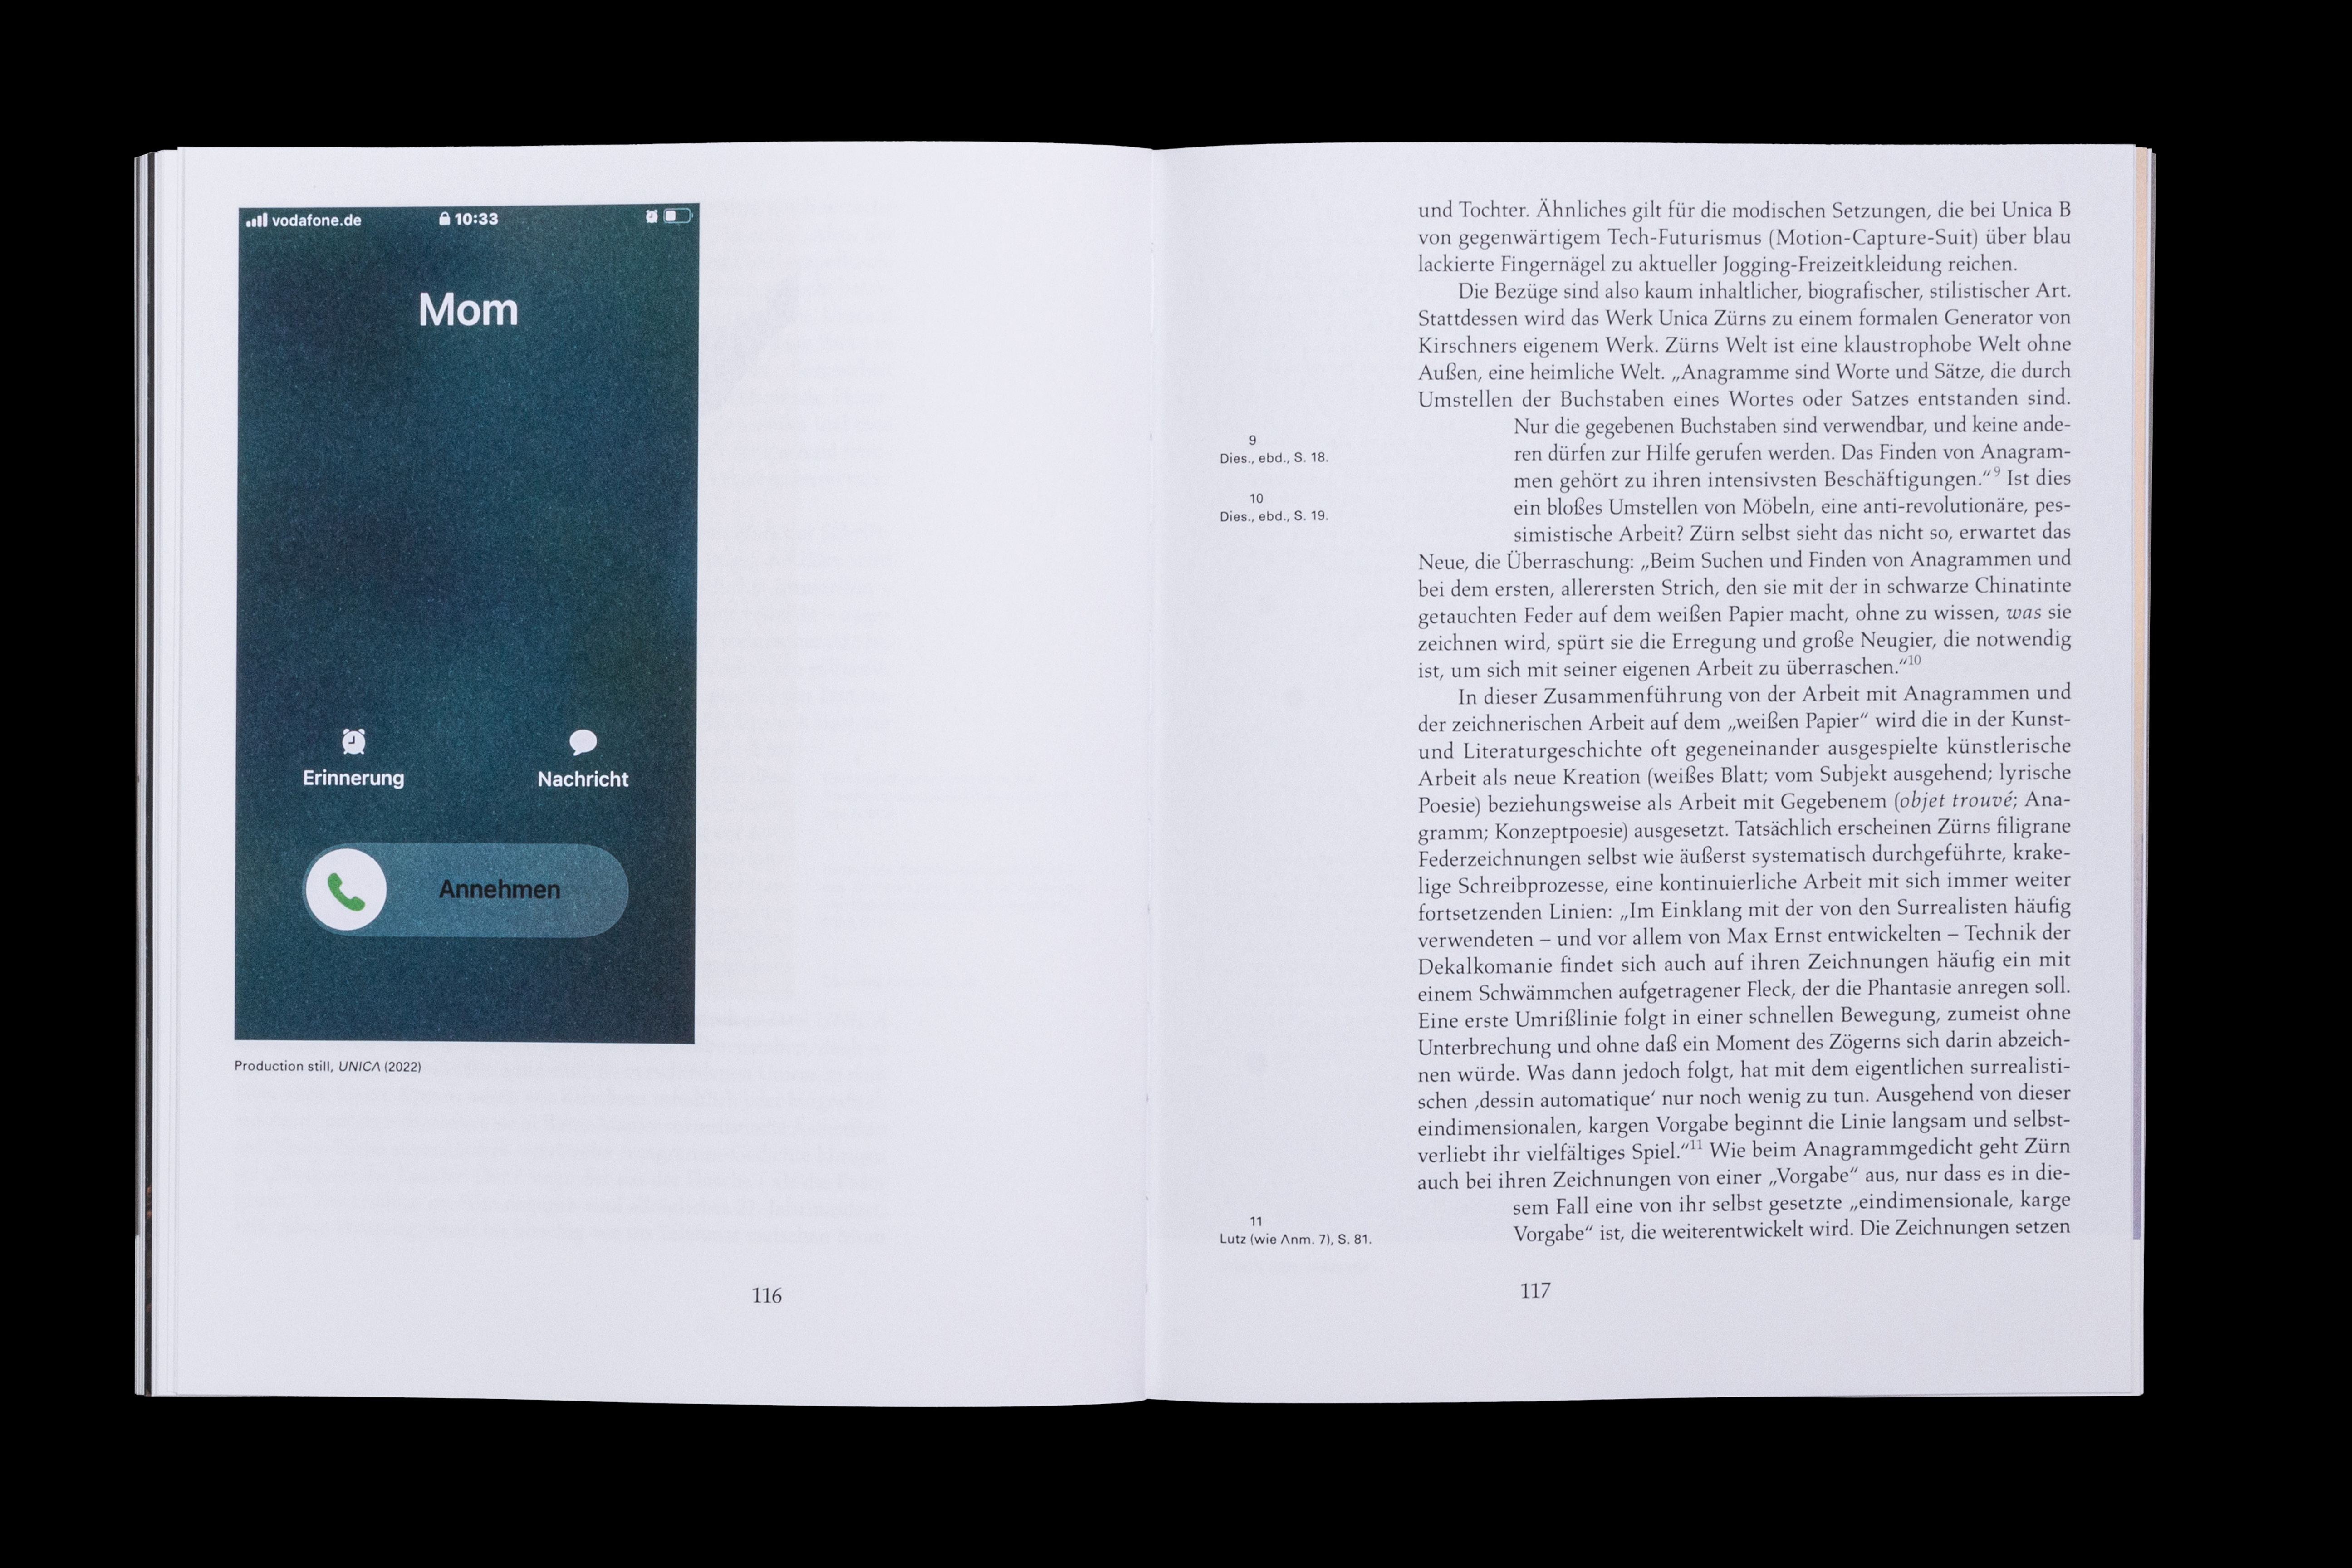 vodafone.de 10:33
Mom
Erinnerung Nachricht
Annehmen
Production still, UNICΛ (2022)
116
und Tochter. Ähnliches gilt für die modischen Setzungen, die bei Unica B
von gegenwärtigem Tech-Futurismus (Motion-Capture-Suit) über blau
lackierte Fingernägel zu aktueller Jogging-Freizeitkleidung reichen.
Die Bezüge sind also kaum inhaltlicher, biografischer, stilistischer Art.
Stattdessen wird das Werk Unica Zürns zu einem formalen Generator von
Kirschners eigenem Werk. Zürns Welt ist eine klaustrophobe Welt ohne
Außen, eine heimliche Welt. „Anagramme sind Worte und Sätze, die durch
Umstellen der Buchstaben eines Wortes oder Satzes entstanden sind.
Nur die gegebenen Buchstaben sind verwendbar, und keine ande-
ren dürfen zur Hilfe gerufen werden. Das Finden von Anagram-
men gehört zu ihren intensivsten Beschäftigungen.“⁹ Ist dies
ein bloßes Umstellen von Möbeln, eine anti-revolutionäre, pes-
simistische Arbeit? Zürn selbst sieht das nicht so, erwartet das
Neue, die Überraschung: „Beim Suchen und Finden von Anagrammen und
bei dem ersten, allerersten Strich, den sie mit der in schwarze Chinatinte
getauchten Feder auf dem weißen Papier macht, ohne zu wissen, was sie
zeichnen wird, spürt sie die Erregung und große Neugier, die notwendig
ist, um sich mit seiner eigenen Arbeit zu überraschen.“¹⁰
In dieser Zusammenführung von der Arbeit mit Anagrammen und
der zeichnerischen Arbeit auf dem „weißen Papier“ wird die in der Kunst-
und Literaturgeschichte oft gegeneinander ausgespielte künstlerische
Arbeit als neue Kreation (weißes Blatt; vom Subjekt ausgehend; lyrische
Poesie) beziehungsweise als Arbeit mit Gegebenem (objet trouvé; Ana-
gramm; Konzeptpoesie) ausgesetzt. Tatsächlich erscheinen Zürns filigrane
Federzeichnungen selbst wie äußerst systematisch durchgeführte, krake-
lige Schreibprozesse, eine kontinuierliche Arbeit mit sich immer weiter
fortsetzenden Linien: „Im Einklang mit der von den Surrealisten häufig
verwendeten – und vor allem von Max Ernst entwickelten – Technik der
Dekalkomanie findet sich auch auf ihren Zeichnungen häufig ein mit
einem Schwämmchen aufgetragener Fleck, der die Phantasie anregen soll.
Eine erste Umrißlinie folgt in einer schnellen Bewegung, zumeist ohne
Unterbrechung und ohne daß ein Moment des Zögerns sich darin abzeich-
nen würde. Was dann jedoch folgt, hat mit dem eigentlichen surrealisti-
schen ‚dessin automatique‘ nur noch wenig zu tun. Ausgehend von dieser
eindimensionalen, kargen Vorgabe beginnt die Linie langsam und selbst-
verliebt ihr vielfältiges Spiel.“¹¹ Wie beim Anagrammgedicht geht Zürn
auch bei ihren Zeichnungen von einer „Vorgabe“ aus, nur dass es in die-
sem Fall eine von ihr selbst gesetzte „eindimensionale, karge
Vorgabe“ ist, die weiterentwickelt wird. Die Zeichnungen setzen
9
Dies., ebd., S. 18.
10
Dies., ebd., S. 19.
11
Lutz (wie Λnm. 7), S. 81.
117